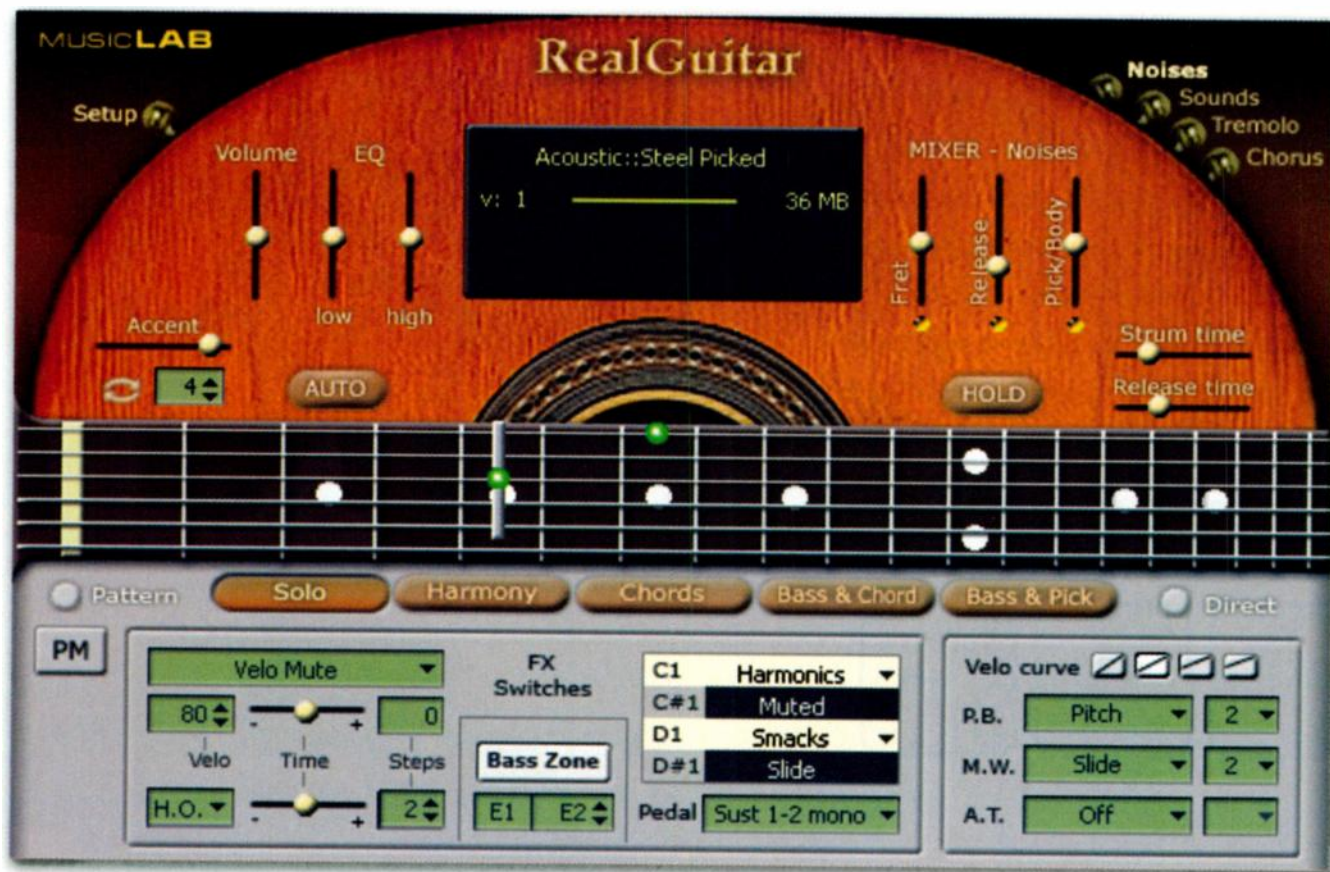 MUSICLAB
RealGuitar
Setup
Noises
Sounds
Tremolo
Chorus
Volume EQ
low high
Acoustic::Steel Picked
v: 1 36 MB
MIXER - Noises
Fret Release Pick/Body
Accent
4
AUTO
HOLD
Strum time
Release time
Pattern Solo Harmony Chords Bass & Chord Bass & Pick Direct
PM
Velo Mute
80 - + 0
Velo Time Steps
H.O. - + 2
FX
Switches
Bass Zone
E1 E2
C1 Harmonics
C#1 Muted
D1 Smacks
D#1 Slide
Pedal Sust 1-2 mono
Velo curve
P.B. Pitch 2
M.W. Slide 2
A.T. Off